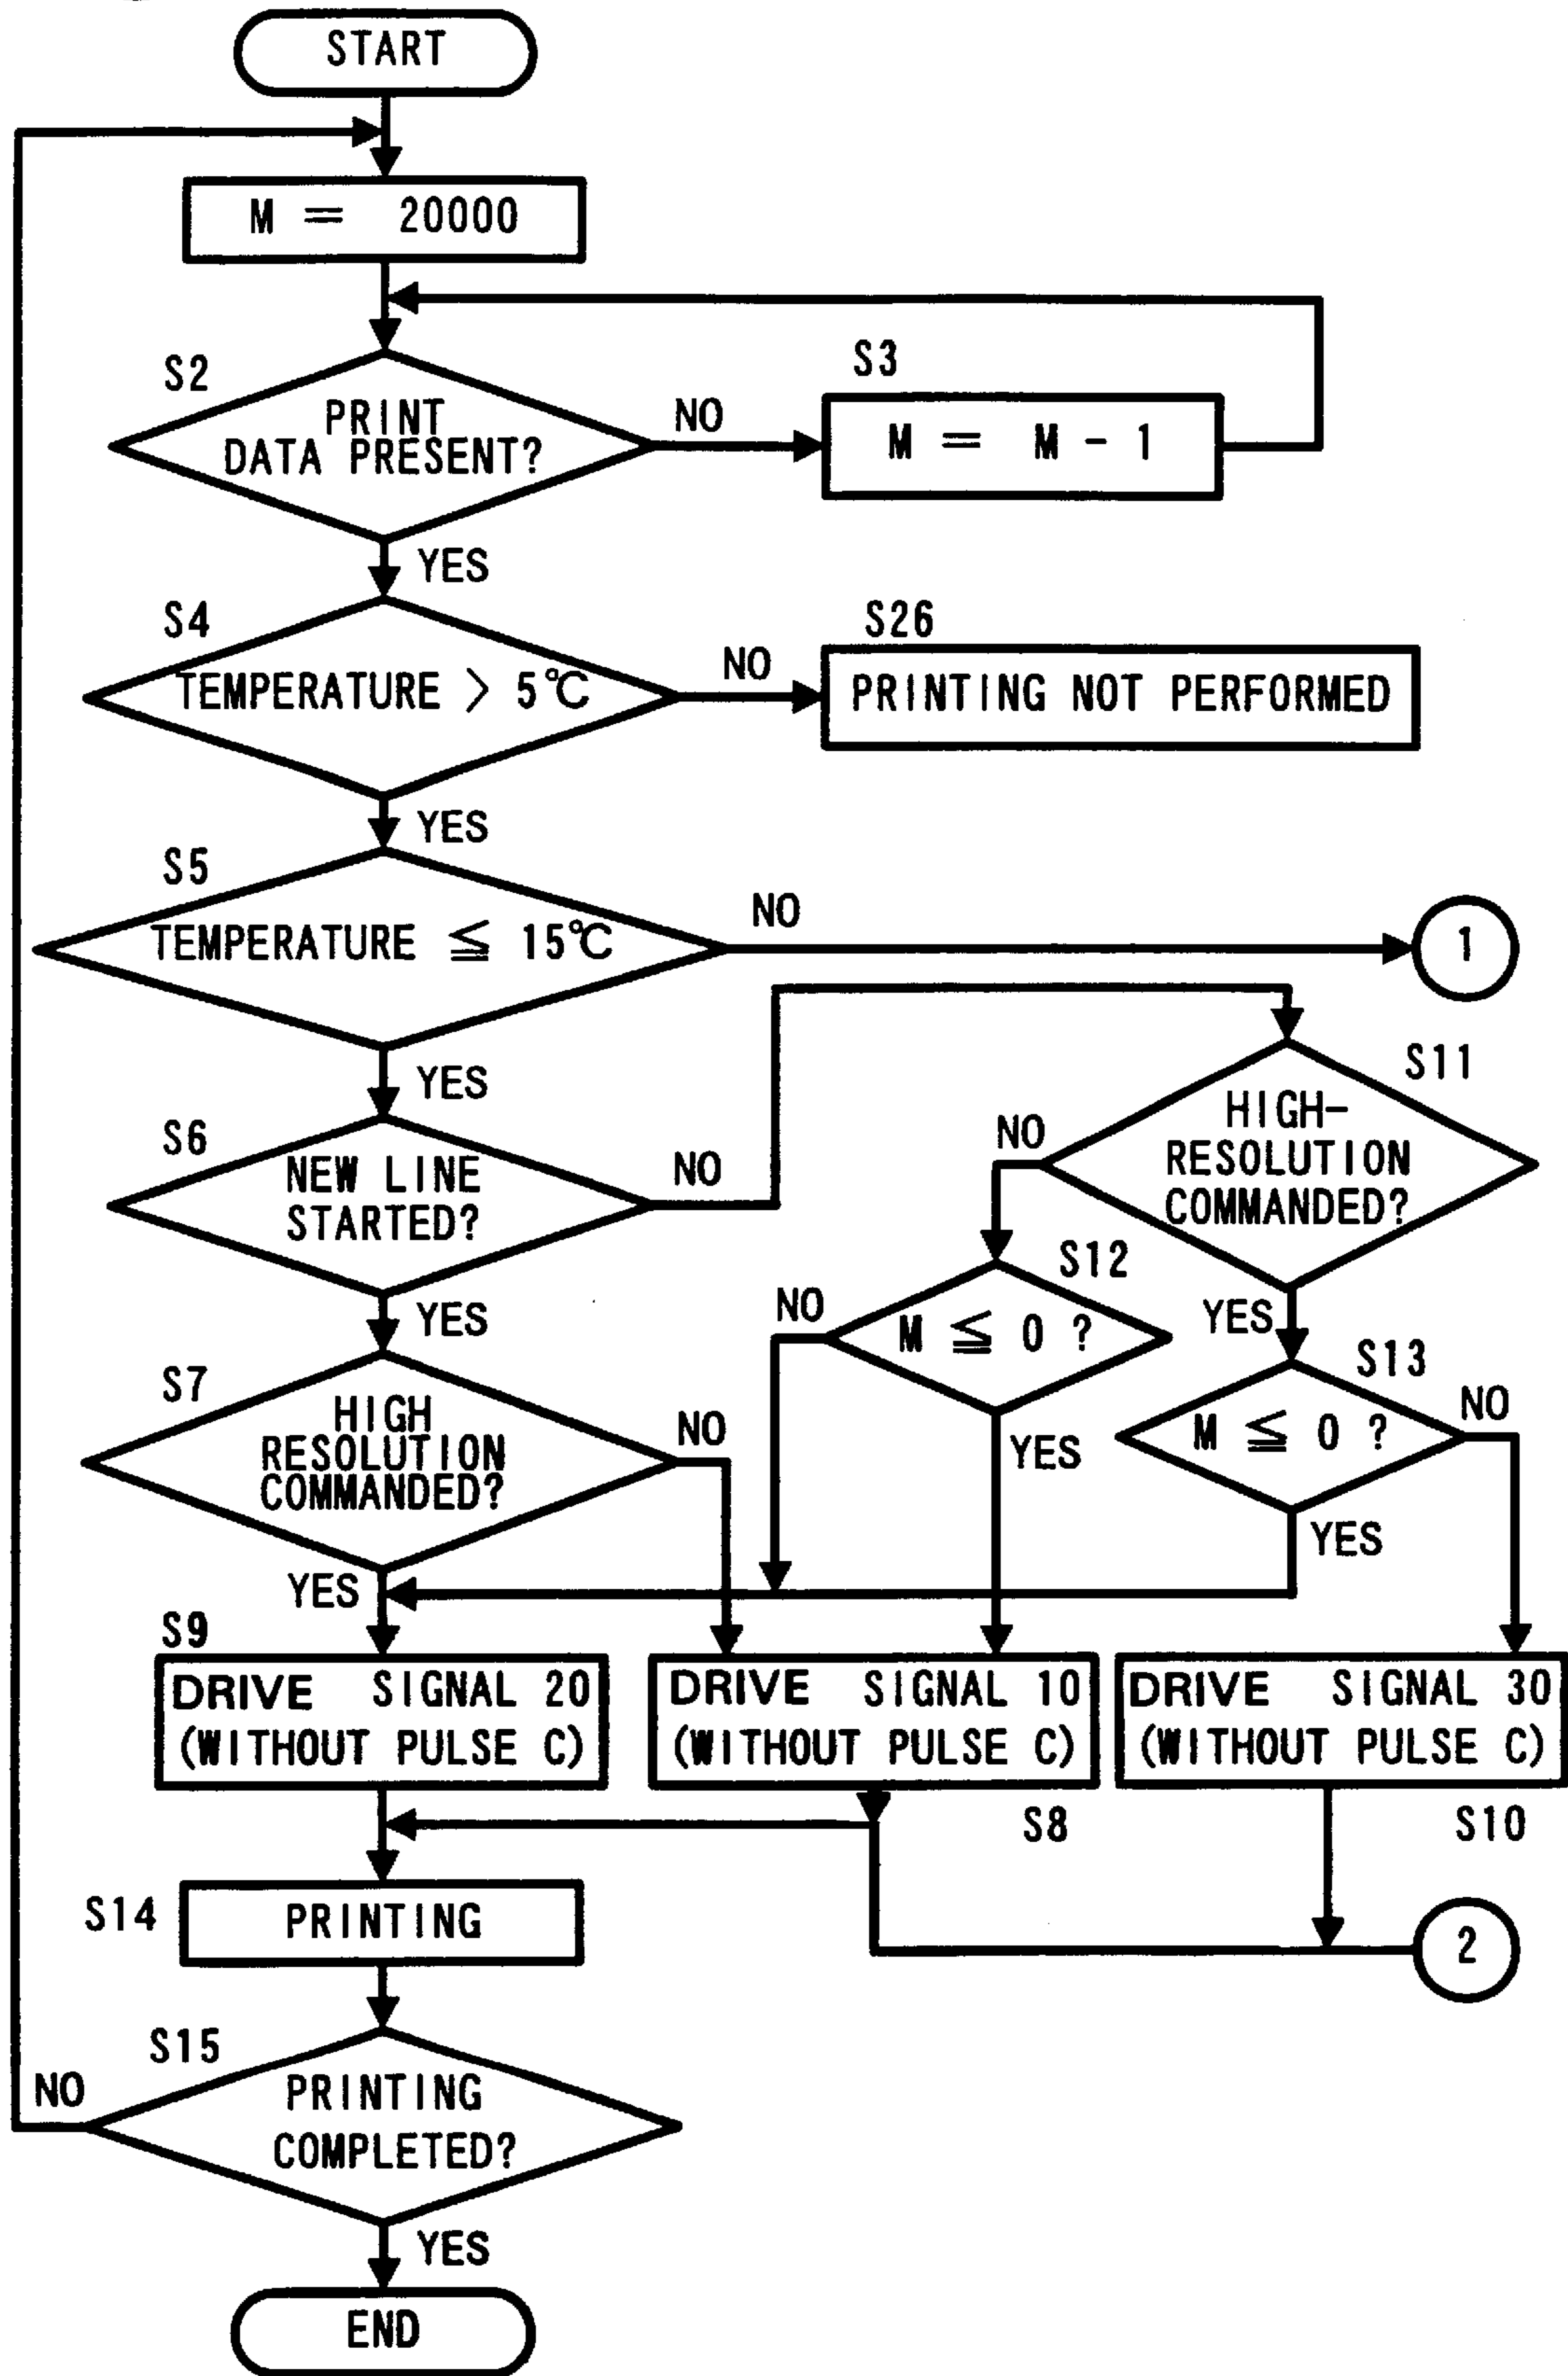 START
M = 20000
S2
PRINT
DATA PRESENT?
NO
S3
M = M - 1
YES
S4
TEMPERATURE > 5℃
NO
S26
PRINTING NOT PERFORMED
YES
S5
TEMPERATURE ≦ 15℃
NO
1
YES
S6
NEW LINE
STARTED?
NO
S11
HIGH-
RESOLUTION
COMMANDED?
NO
YES
S12
M ≦ 0 ?
NO
YES
S13
M ≦ 0 ?
NO
YES
YES
S7
HIGH
RESOLUTION
COMMANDED?
NO
YES
S9
DRIVE SIGNAL 20
(WITHOUT PULSE C)
DRIVE SIGNAL 10
(WITHOUT PULSE C)
S8
DRIVE SIGNAL 30
(WITHOUT PULSE C)
S10
S14
PRINTING
2
S15
PRINTING
COMPLETED?
NO
YES
END